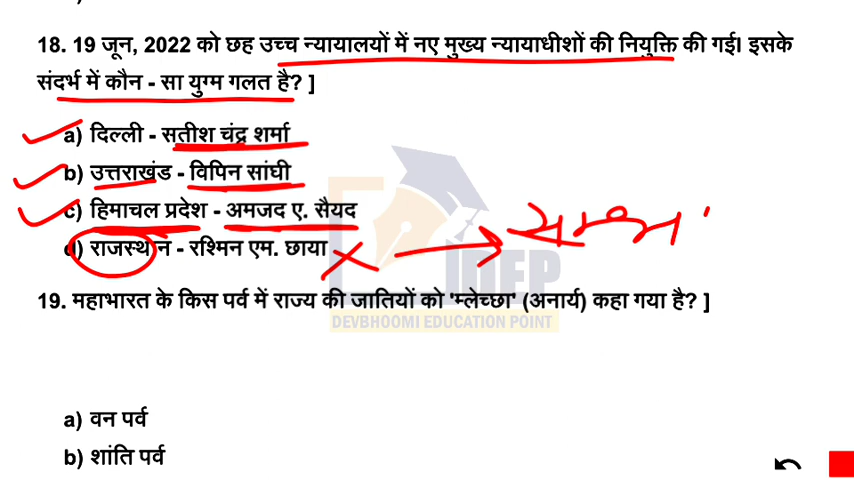 18. 19 जून, 2022 को छह उच्च न्यायालयों में नए मुख्य न्यायाधीशों की नियुक्ति की गई। इसके
संदर्भ में कौन - सा युग्म गलत है? ]
a) दिल्ली - सतीश चंद्र शर्मा
b) उत्तराखंड - विपिन सांघी
c) हिमाचल प्रदेश - अमजद ए. सैयद
d) राजस्थान - रश्मिन एम. छाया
DEP
DEVBHOOMI EDUCATION POINT
19. महाभारत के किस पर्व में राज्य की जातियों को 'म्लेच्छा' (अनार्य) कहा गया है? ]
a) वन पर्व
b) शांति पर्व